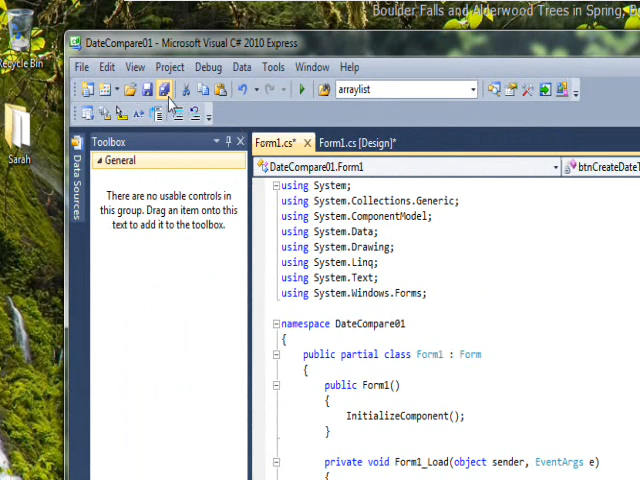 Boulder Falls and Alderwood Trees in Spring,
Recycle Bin
DateCompare01 - Microsoft Visual C# 2010 Express
File Edit View Project Debug Data Tools Window Help
arraylist
Toolbox
Form1.cs* Form1.cs [Design]*
General
DateCompare01.Form1
Sarah
Data Sources
There are no usable controls in
this group. Drag an item onto this
text to add it to the toolbox.
using System;
using System.Collections.Generic;
using System.ComponentModel;
using System.Data;
using System.Drawing;
using System.Linq;
using System.Text;
using System.Windows.Forms;
namespace DateCompare01
{
public partial class Form1 : Form
{
public Form1()
{
InitializeComponent();
}
private void Form1_Load(object sender, EventArgs e)
{